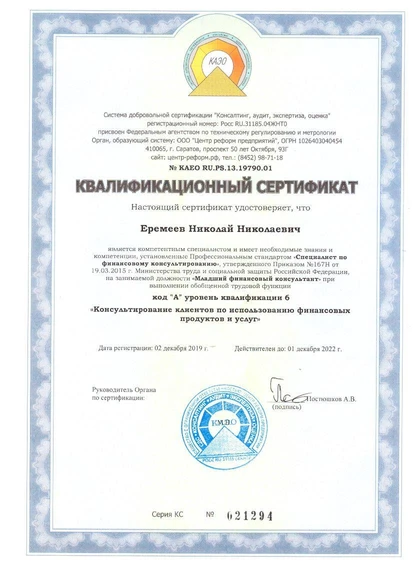 КАЭО
Система добровольной сертификации "Консалтинг, аудит, экспертиза, оценка"
регистрационный номер: Росс RU.31185.04ЖНТ0
присвоен Федеральным агентством по техническому регулированию и метрологии
Орган, образующий систему: ООО "Центр реформ предприятий", ОГРН 1026403040454
410065, г. Саратов, проспект 50 лет Октября, 93Г
сайт: центр-реформ.рф, тел.: (8452) 98-71-18
№ KAEO RU.PS.13.19790.01
КВАЛИФИКАЦИОННЫЙ СЕРТИФИКАТ
Настоящий сертификат удостоверяет, что
Еремеев Николай Николаевич
является компетентным специалистом и имеет необходимые знания и
компетенции, установленные Профессиональным стандартом «Специалист по
финансовому консультированию», утвержденного Приказом №167Н от
19.03.2015 г. Министерства труда и социальной защиты Российской Федерации,
на занимаемой должности «Младший финансовый консультант» при
выполнении обобщенной трудовой функции
код "А" уровень квалификации 6
«Консультирование клиентов по использованию финансовых
продуктов и услуг»
Дата регистрации: 02 декабря 2019 г. Действителен до: 01 декабря 2022 г.
Руководитель Органа
по сертификации:
Постюшков А.В.
(подпись)
Серия КС № 021294